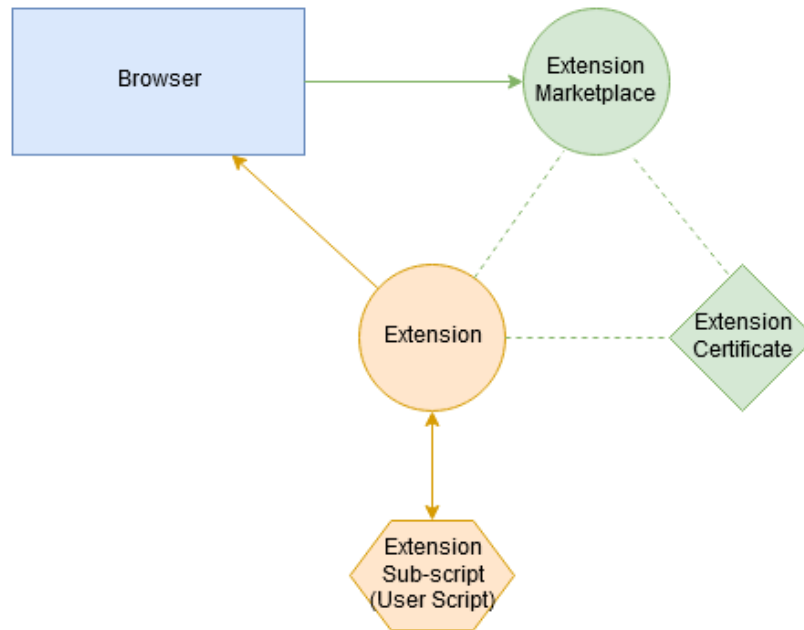 Browser
Extension
Marketplace
Extension
Extension
Certificate
Extension
Sub-script
(User Script)